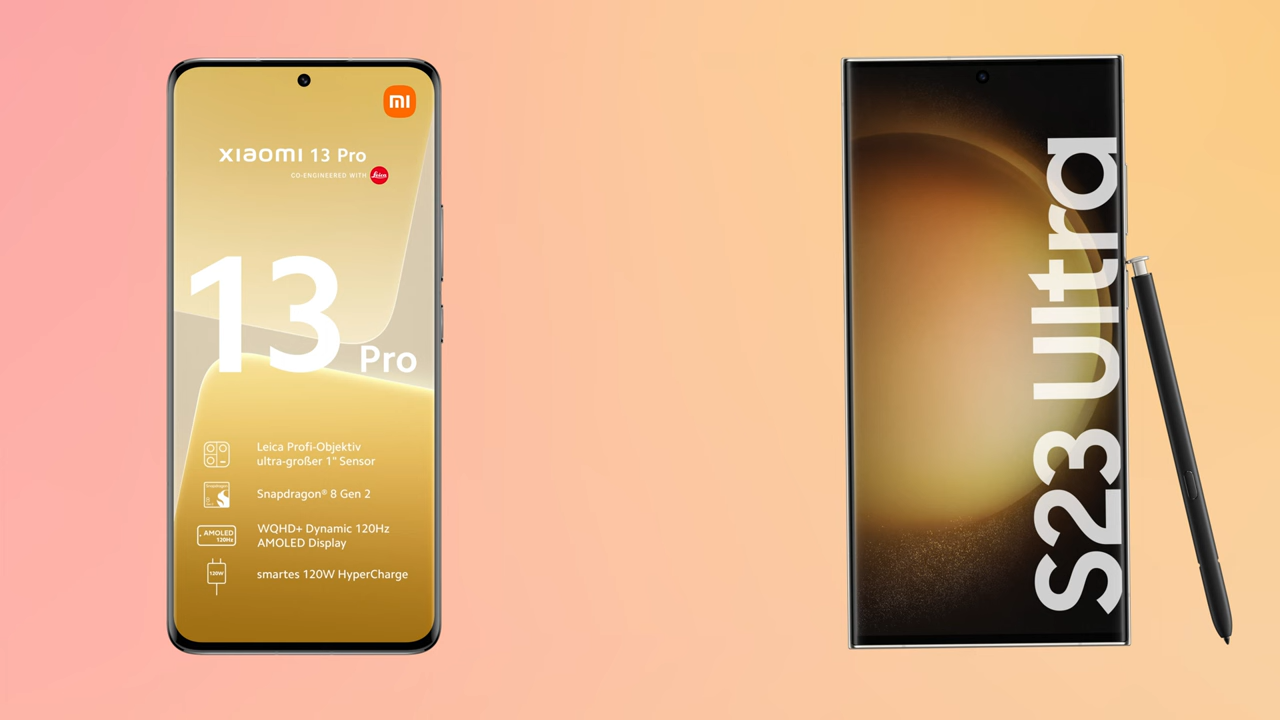 mi
xiaomi 13 Pro
CO-ENGINEERED WITH Leica
13 Pro
Leica Profi-Objektiv
ultra-großer 1" Sensor
Snapdragon
Snapdragon® 8 Gen 2
AMOLED
120Hz
WQHD+ Dynamic 120Hz
AMOLED Display
120W
smartes 120W HyperCharge
S23 Ultra